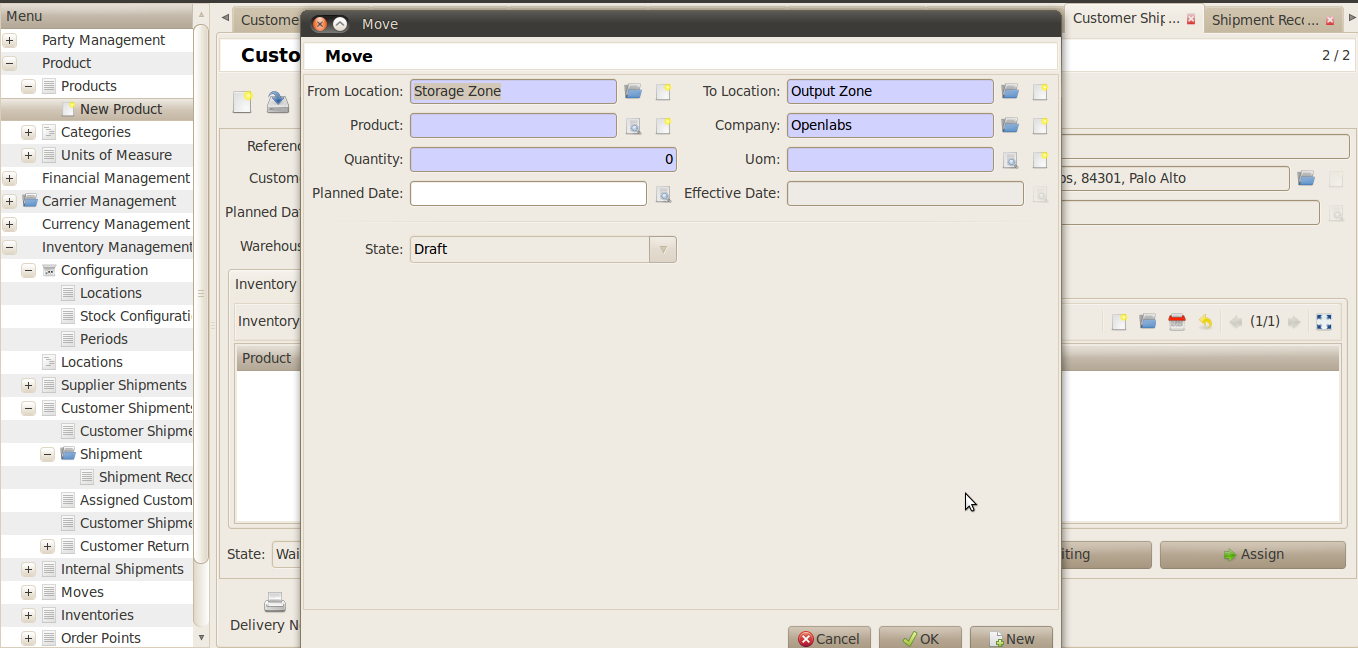 Menu
Party Management
Product
Products
New Product
Categories
Units of Measure
Financial Management
Carrier Management
Currency Management
Inventory Management
Configuration
Locations
Stock Configurati
Periods
Locations
Supplier Shipments
Customer Shipments
Customer Shipme
Shipment
Shipment Reco
Assigned Custom
Customer Shipme
Customer Return
Internal Shipments
Moves
Inventories
Order Points
Custome
Customer Ship...
Shipment Reco...
Custo
2 / 2
Referenc
Custom
os, 84301, Palo Alto
Planned Da
Warehous
Inventory
Inventory
(1/1)
Product
State: Wai
iting
Assign
Delivery N
Move
Move
From Location: Storage Zone To Location: Output Zone
Product: Company: Openlabs
Quantity: 0 Uom:
Planned Date: Effective Date:
State: Draft
Cancel OK New